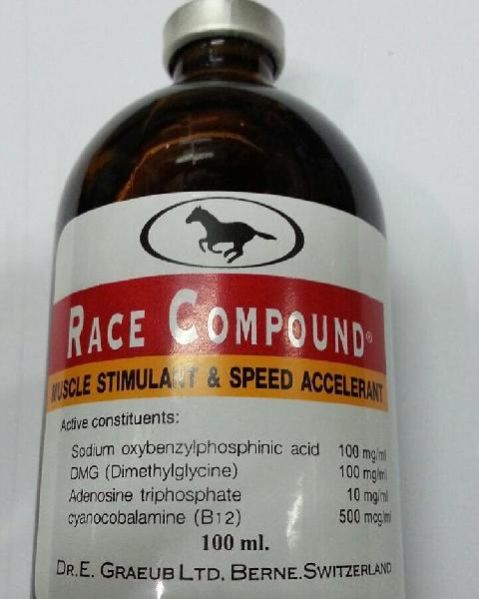 RACE COMPOUND®
MUSCLE STIMULANT & SPEED ACCELERANT
Active constituents:
Sodium oxybenzylphosphinic acid 100 mg/ml
DMG (Dimethylglycine) 100 mg/ml
Adenosine triphosphate 10 mg/ml
cyanocobalamine (B12) 500 mcg/ml
100 ml.
DR.E. GRAEUB LTD. BERNE.SWITZERLAND